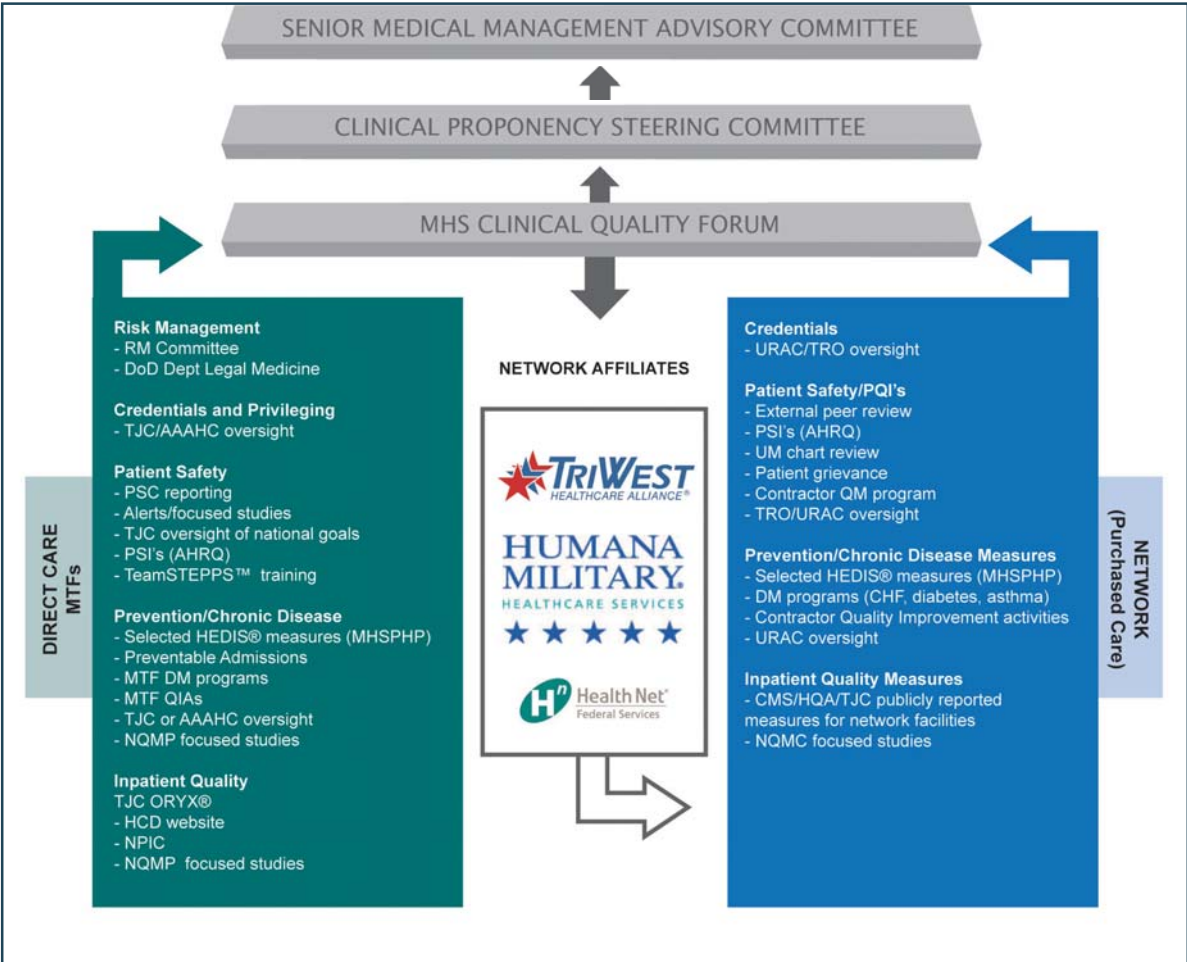 SENIOR MEDICAL MANAGEMENT ADVISORY COMMITTEE
CLINICAL PROPONENCY STEERING COMMITTEE
MHS CLINICAL QUALITY FORUM
DIRECT CARE
MTFs
Risk Management
- RM Committee
- DoD Dept Legal Medicine
Credentials and Privileging
- TJC/AAAHC oversight
Patient Safety
- PSC reporting
- Alerts/focused studies
- TJC oversight of national goals
- PSI's (AHRQ)
- TeamSTEPPS™ training
Prevention/Chronic Disease
- Selected HEDIS® measures (MHSPHP)
- Preventable Admissions
- MTF DM programs
- MTF QIAs
- TJC or AAAHC oversight
- NQMP focused studies
Inpatient Quality
TJC ORYX®
- HCD website
- NPIC
- NQMP focused studies
NETWORK AFFILIATES
TRIWEST
HEALTHCARE ALLIANCE®
HUMANA
MILITARY®
HEALTHCARE SERVICES
Hn Health Net®
Federal Services
Credentials
- URAC/TRO oversight
Patient Safety/PQI's
- External peer review
- PSI's (AHRQ)
- UM chart review
- Patient grievance
- Contractor QM program
- TRO/URAC oversight
Prevention/Chronic Disease Measures
- Selected HEDIS® measures (MHSPHP)
- DM programs (CHF, diabetes, asthma)
- Contractor Quality Improvement activities
- URAC oversight
Inpatient Quality Measures
- CMS/HQA/TJC publicly reported
measures for network facilities
- NQMC focused studies
NETWORK
(Purchased Care)